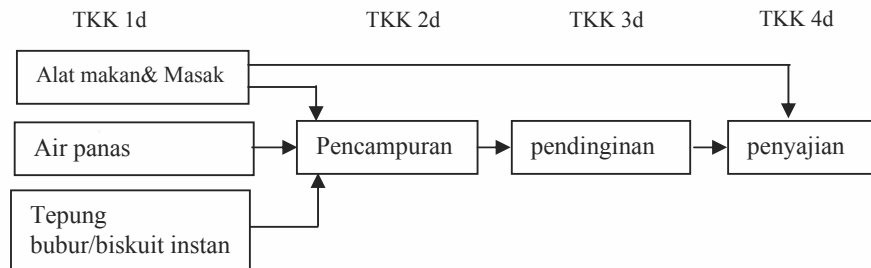 TKK 1d TKK 2d TKK 3d TKK 4d
Alat makan& Masak
Air panas Pencampuran pendinginan penyajian
Tepung
bubur/biskuit instan